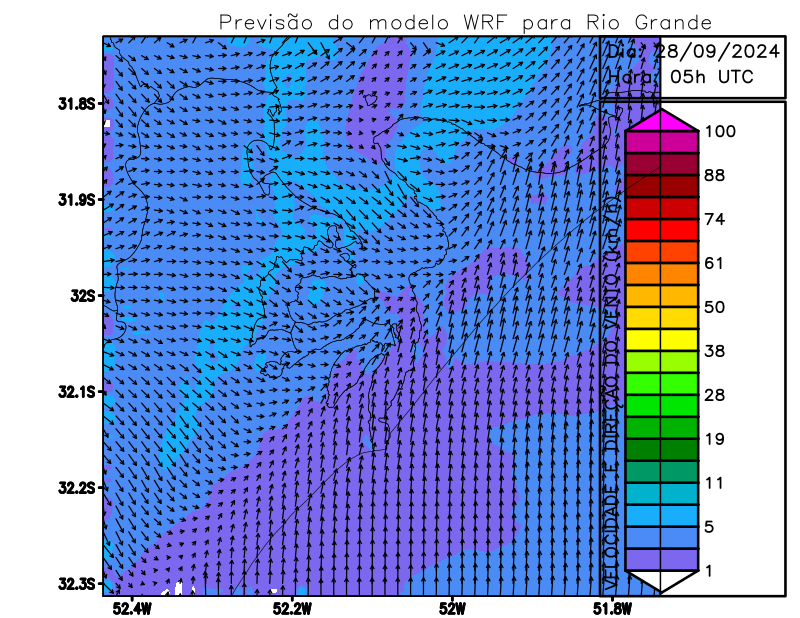 Previsão do modelo WRF para Rio Grande
Dia: 28/09/2024
Hora: 05h UTC
31.8S
31.9S
32S
32.1S
32.2S
32.3S
52.4W
52.2W
52W
51.8W
VELOCIDADE E DIREÇÃO DO VENTO (km/h)
100
88
74
61
50
38
28
19
11
5
1